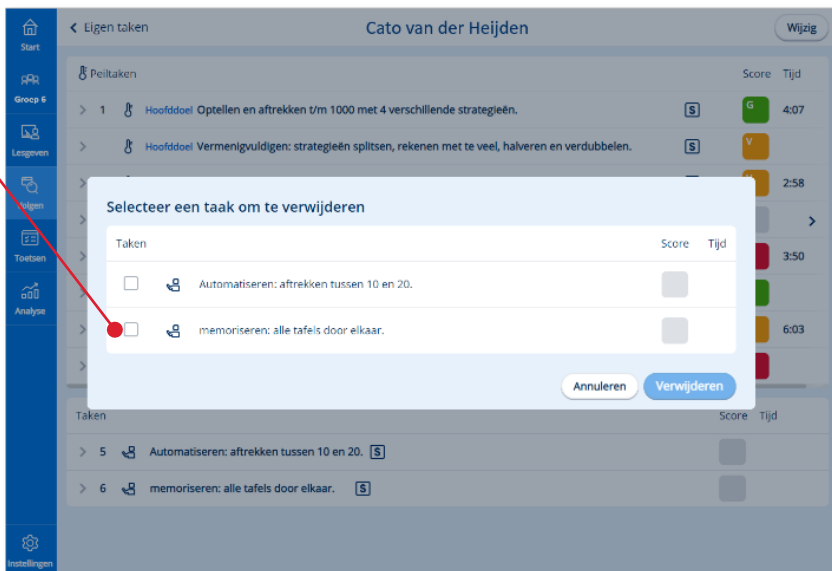 Start
Groep 6
Lesgeven
Volgen
Toetsen
Analyse
Instellingen
Eigen taken
Cato van der Heijden
Wijzig
Peiltaken Score Tijd
1 Hoofddoel Optellen en aftrekken t/m 1000 met 4 verschillende strategieën. S G 4:07
Hoofddoel Vermenigvuldigen: strategieën splitsen, rekenen met te veel, halveren en verdubbelen. S V
2:58
3:50
6:03
Selecteer een taak om te verwijderen
Taken Score Tijd
Automatiseren: aftrekken tussen 10 en 20.
memoriseren: alle tafels door elkaar.
Annuleren Verwijderen
Taken Score Tijd
5 Automatiseren: aftrekken tussen 10 en 20. S
6 memoriseren: alle tafels door elkaar. S